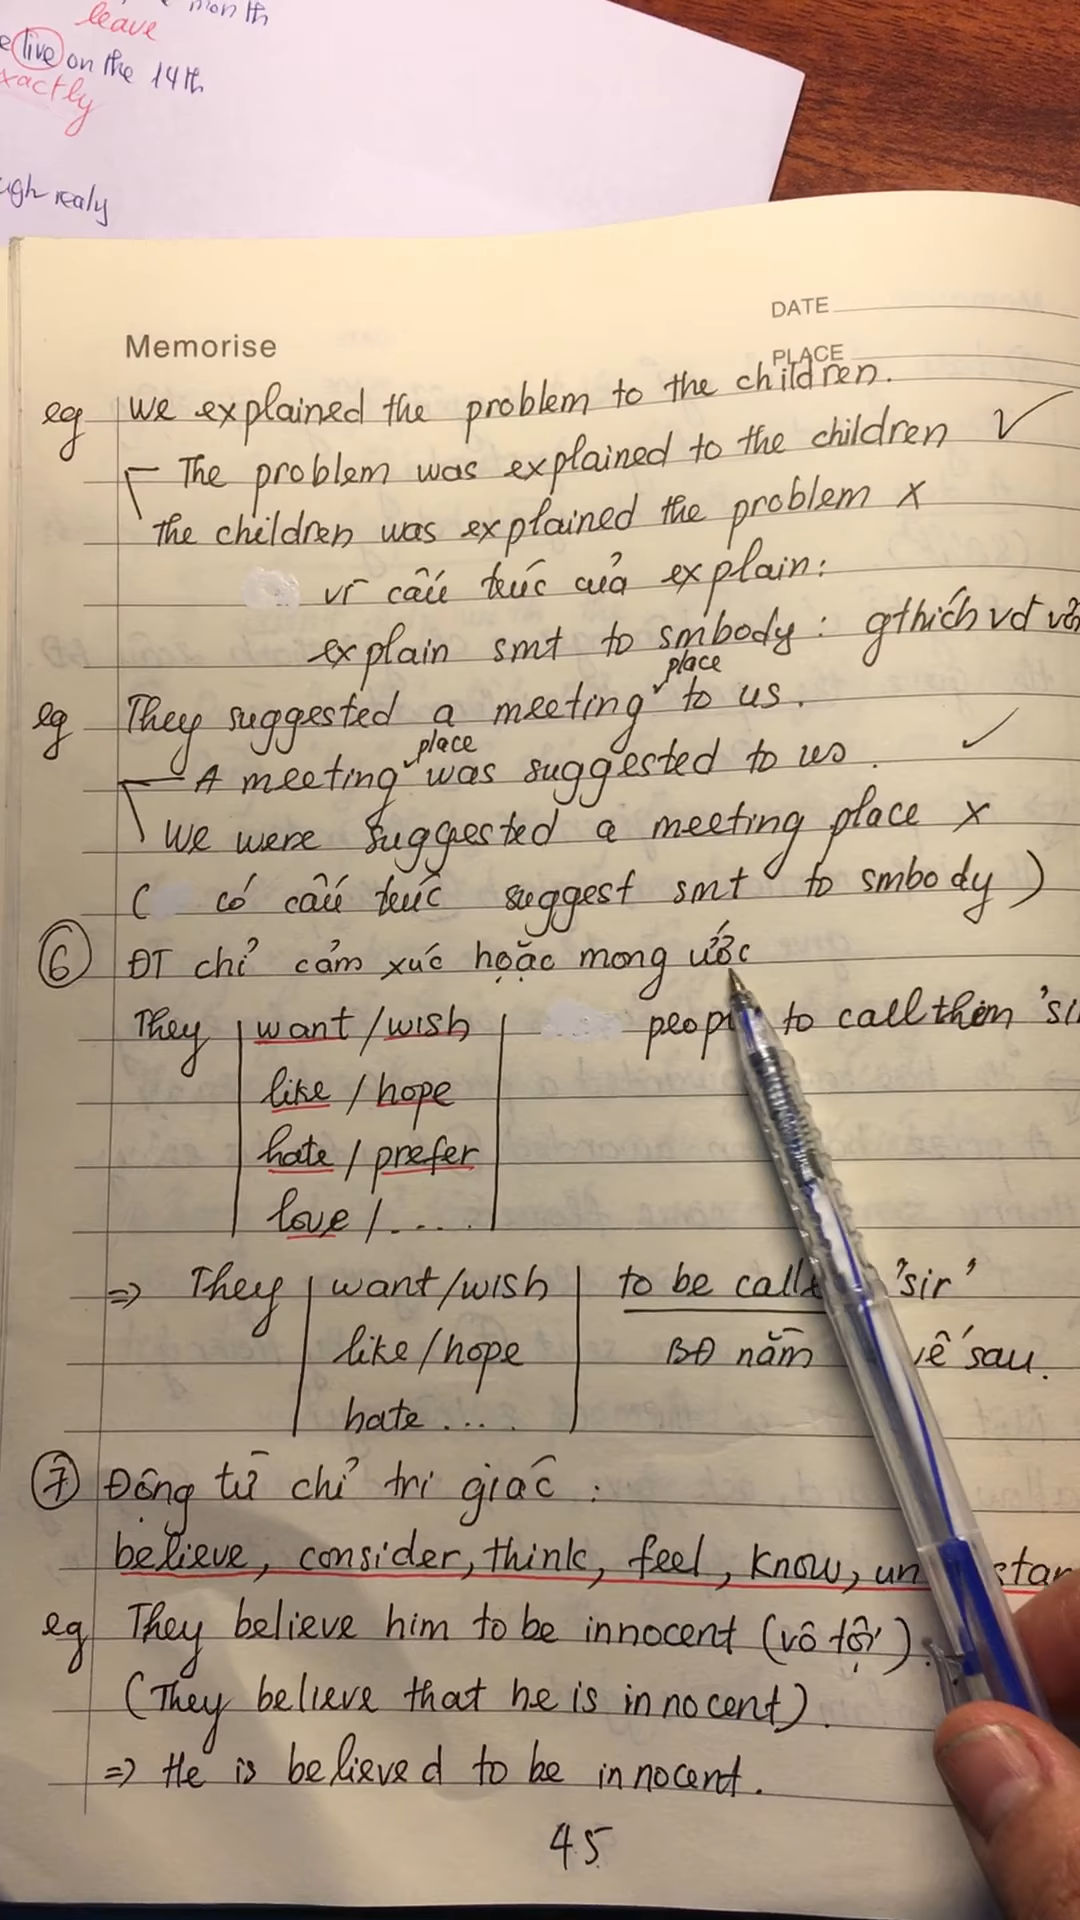 month
leave
live on the 14th
xactly
ugh realy
DATE
Memorise
PLACE
eg We explained the problem to the children.
The problem was explained to the children ✓
The children was explained the problem x
vì cấu trúc của explain:
explain smt to smbody: gthích vđ
place
eg They suggested a meeting to us.
place
A meeting was suggested to us. ✓
We were suggested a meeting place x
( có cấu trúc suggest smt to smbody )
⑥ ĐT chỉ cảm xúc hoặc mong ước
They want/wish to call them
like / hope
hate / prefer
love /....
=> They want/wish to be 'sir'
like/hope BĐ nằm vế sau.
hate ....
⑦ Động từ chỉ tri giác :
believe, consider, think, feel, know,
eg They believe him to be innocent (vô tội).
(They believe that he is innocent).
=> He is believed to be innocent.
45